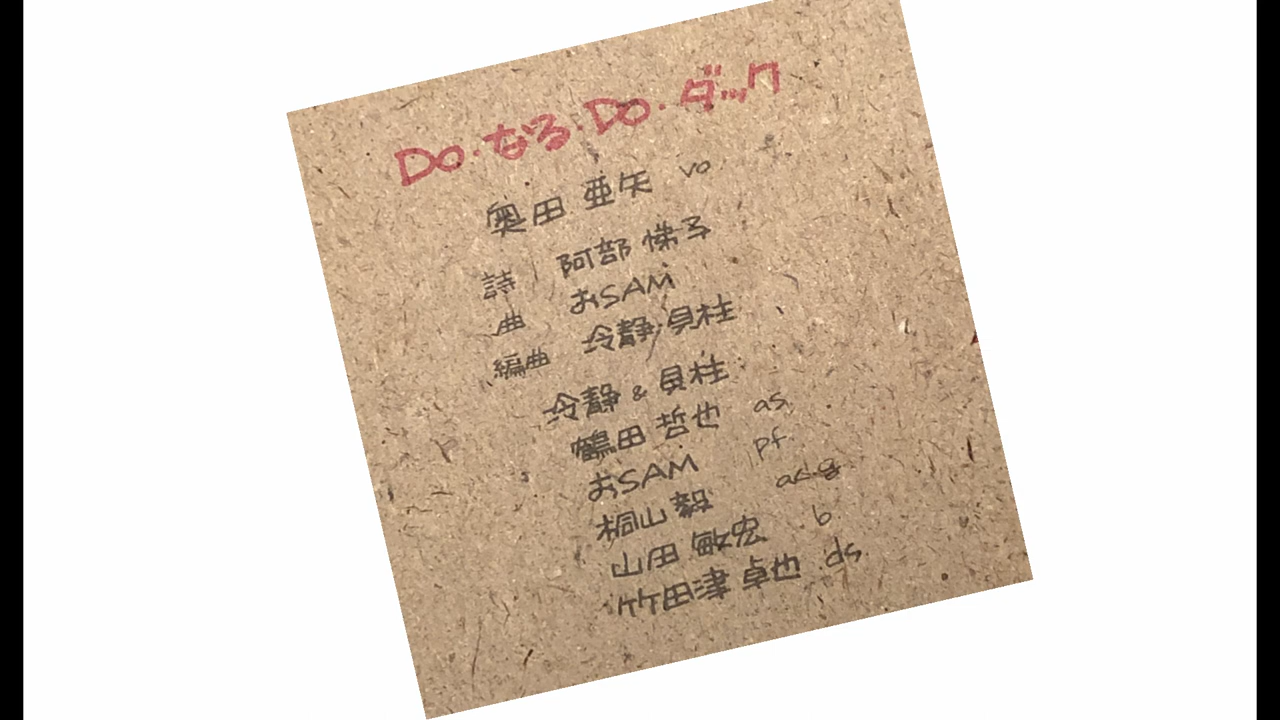 Do・なる・Do・ダック
奥田 亜矢 vo
詩 阿部 悌子
曲 おSAM
編曲 冷静・貝柱
冷静 & 貝柱
鶴田 哲也 as
おSAM pf
桐山 毅 ac.g
山田 敏宏 b
竹田津 卓也 ds